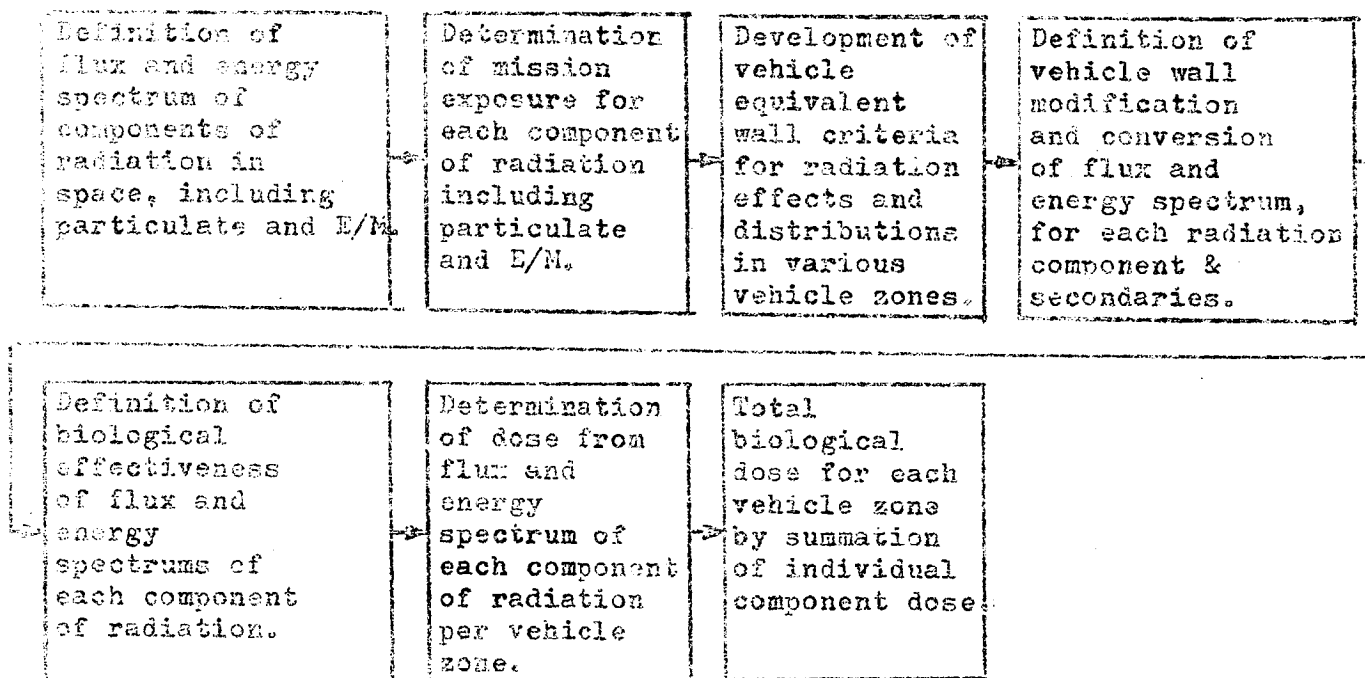 Definition of
flux and energy
spectrum of
components of
radiation in
space, including
particulate and E/M.
Determination
of mission
exposure for
each component
of radiation
including
particulate
and E/M.
Development of
vehicle
equivalent
wall criteria
for radiation
effects and
distributions
in various
vehicle zones.
Definition of
vehicle wall
modification
and conversion
of flux and
energy spectrum,
for each radiation
component &
secondaries.
Definition of
biological
effectiveness
of flux and
energy
spectrums of
each component
of radiation.
Determination
of dose from
flux and
energy
spectrum of
each component
of radiation
per vehicle
zone.
Total
biological
dose for each
vehicle zone
by summation
of individual
component dose.